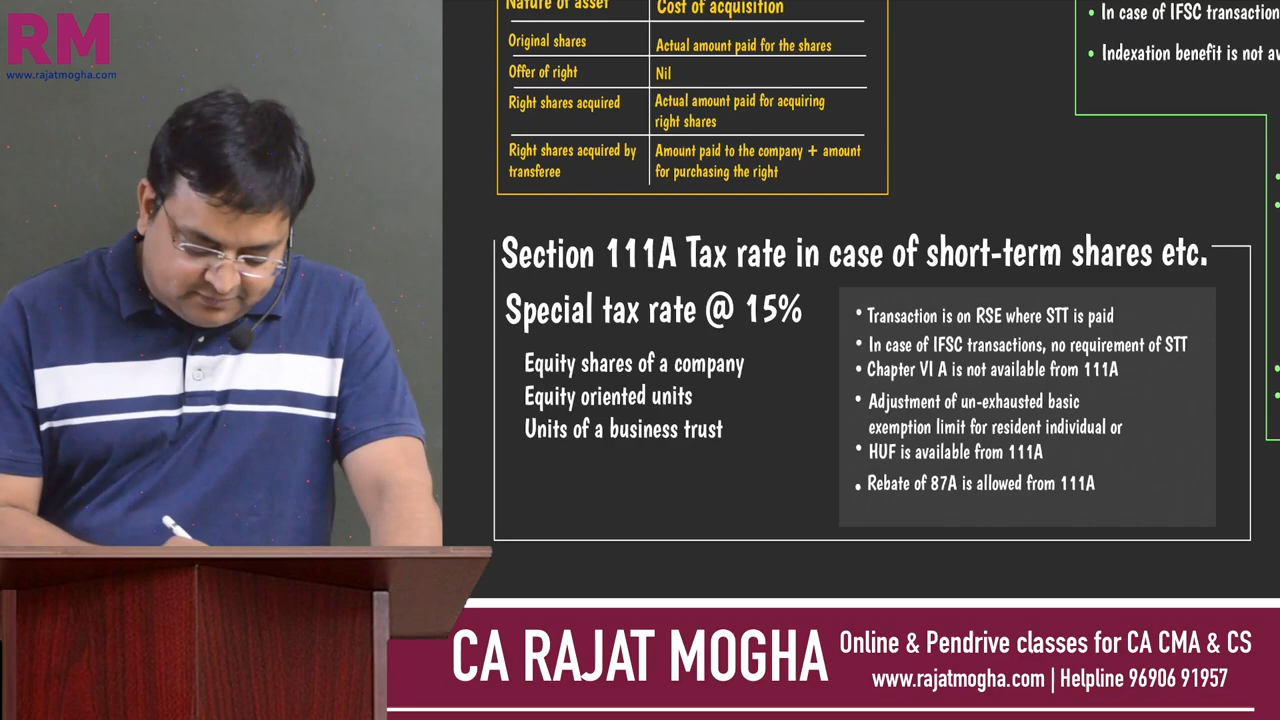 RM
www.rajatmogha.com
Nature of asset
Cost of acquisition
Original shares
Actual amount paid for the shares
Offer of right
Nil
Right shares acquired
Actual amount paid for acquiring
right shares
Right shares acquired by
transferee
Amount paid to the company + amount
for purchasing the right
• In case of IFSC transaction
• Indexation benefit is not
Section 111A Tax rate in case of short-term shares etc.
Special tax rate @ 15%
Equity shares of a company
Equity oriented units
Units of a business trust
• Transaction is on RSE where STT is paid
• In case of IFSC transactions, no requirement of STT
• Chapter VI A is not available from 111A
• Adjustment of un-exhausted basic
exemption limit for resident individual or
• HUF is available from 111A
• Rebate of 87A is allowed from 111A
CA RAJAT MOGHA
Online & Pendrive classes for CA CMA & CS
www.rajatmogha.com | Helpline 96906 91957